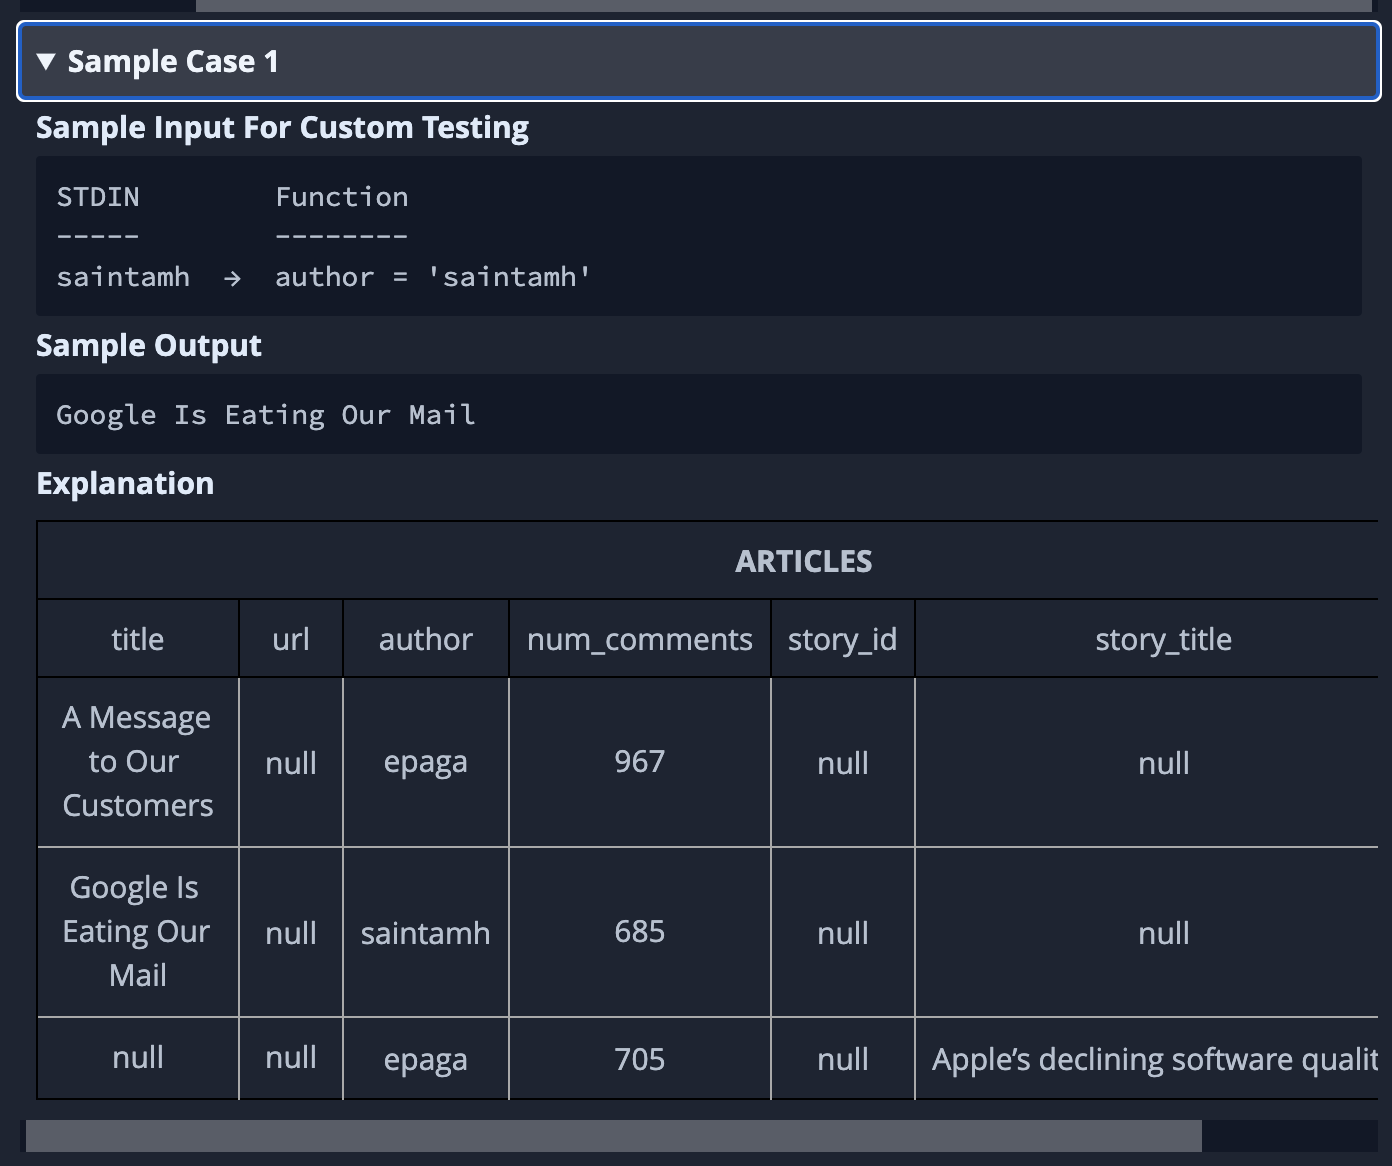 ▼ Sample Case 1
Sample Input For Custom Testing
STDIN Function
----- --------
saintamh → author = 'saintamh'
Sample Output
Google Is Eating Our Mail
Explanation
ARTICLES
title url author num_comments story_id story_title
A Message
to Our
Customers
null epaga 967 null null
Google Is
Eating Our
Mail
null saintamh 685 null null
null null epaga 705 null Apple’s declining software qualit